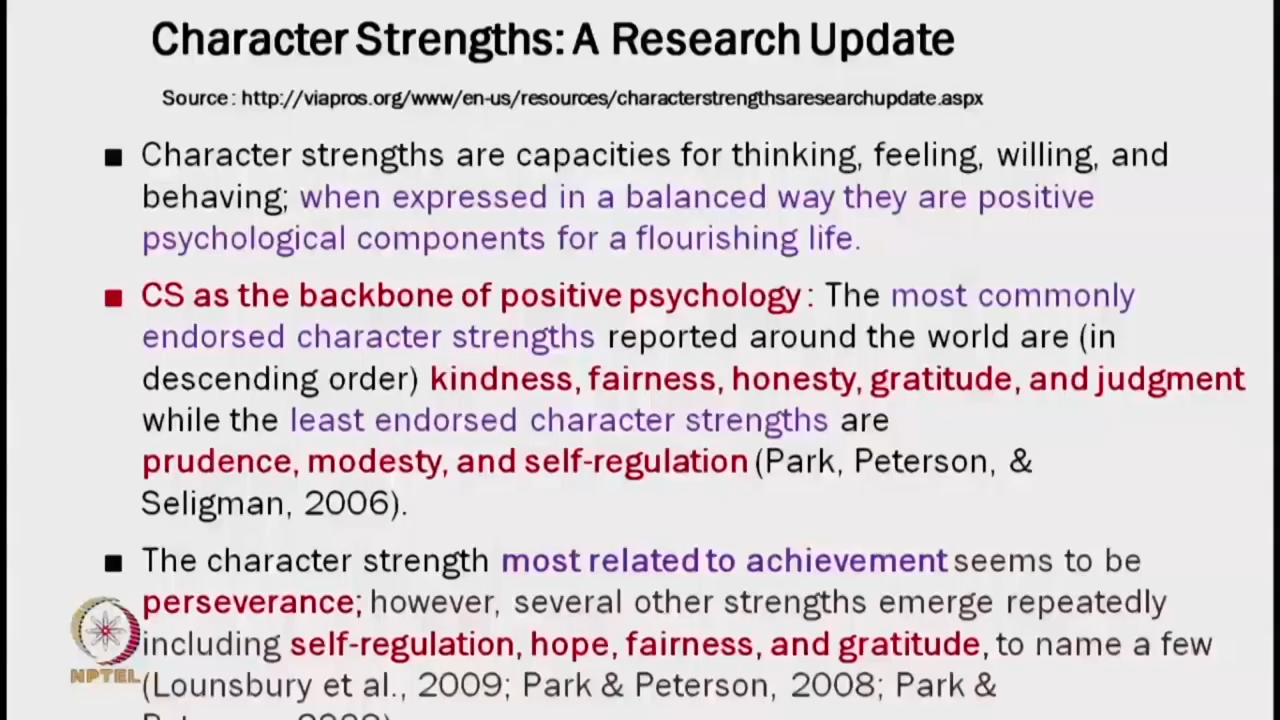 Character Strengths: A Research Update
Source: http://viapros.org/www/en-us/resources/characterstrengthsaresearchupdate.aspx
■ Character strengths are capacities for thinking, feeling, willing, and
behaving; when expressed in a balanced way they are positive
psychological components for a flourishing life.
■ CS as the backbone of positive psychology: The most commonly
endorsed character strengths reported around the world are (in
descending order) kindness, fairness, honesty, gratitude, and judgment
while the least endorsed character strengths are
prudence, modesty, and self-regulation (Park, Peterson, &
Seligman, 2006).
■ The character strength most related to achievement seems to be
perseverance; however, several other strengths emerge repeatedly
including self-regulation, hope, fairness, and gratitude, to name a few
(Lounsbury et al., 2009; Park & Peterson, 2008; Park &
NPTEL